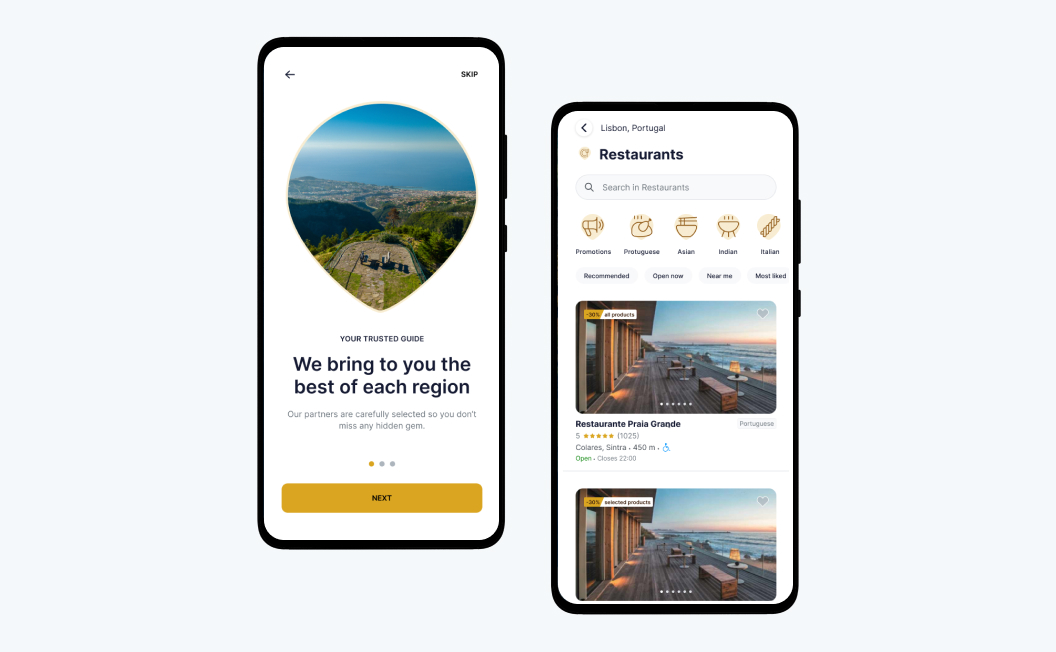 SKIP
YOUR TRUSTED GUIDE
We bring to you the
best of each region
Our partners are carefully selected so you don't
miss any hidden gem.
NEXT
Lisbon, Portugal
Restaurants
Search in Restaurants
Promotions Protuguese Asian Indian Italian
Recommended Open now Near me Most liked
-30% all products
Restaurante Praia Grande Portuguese
5 ★★★★★ (1025)
Colares, Sintra • 450 m •
Open • Closes 22:00
-30% selected products